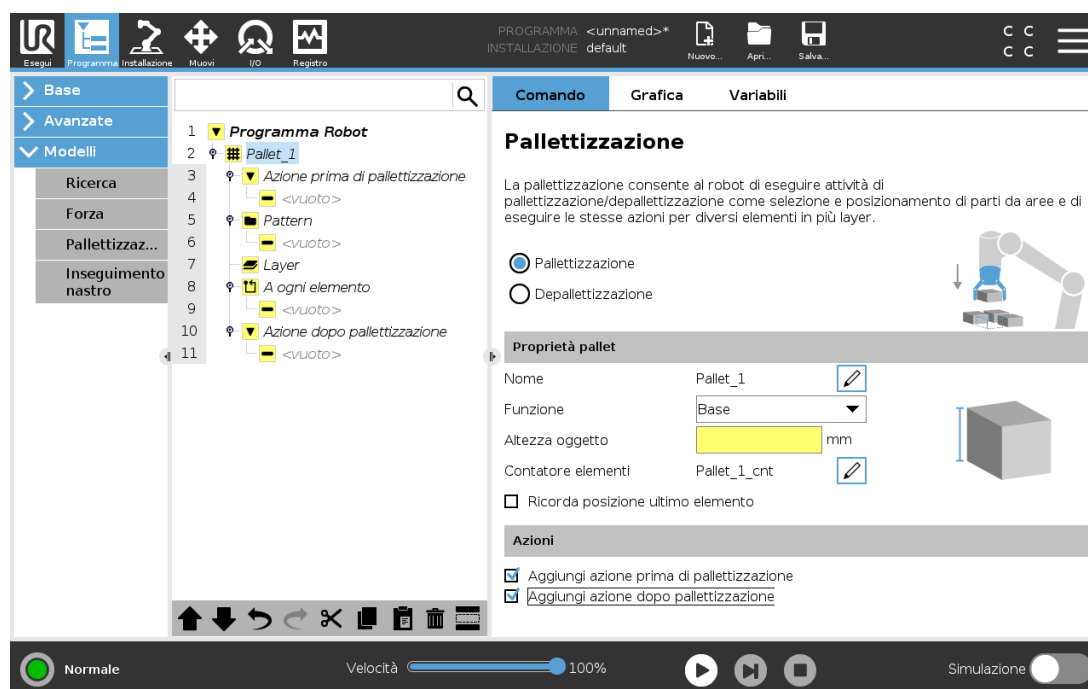 UR
Esegui
Programma
Installazione
Muovi
I/O
Registro
PROGRAMMA <unnamed>*
INSTALLAZIONE default
Nuovo...
Apri...
Salva...
C C
C C
Base
Avanzate
Modelli
Ricerca
Forza
Pallettizzaz...
Inseguimento
nastro
1 Programma Robot
2 Pallet_1
3 Azione prima di pallettizzazione
4 <vuoto>
5 Pattern
6 <vuoto>
7 Layer
8 A ogni elemento
9 <vuoto>
10 Azione dopo pallettizzazione
11 <vuoto>
Comando Grafica Variabili
Pallettizzazione
La pallettizzazione consente al robot di eseguire attività di
pallettizzazione/depallettizzazione come selezione e posizionamento di parti da aree e di
eseguire le stesse azioni per diversi elementi in più layer.
Pallettizzazione
Depallettizzazione
Proprietà pallet
Nome Pallet_1
Funzione Base
Altezza oggetto mm
Contatore elementi Pallet_1_cnt
Ricorda posizione ultimo elemento
Azioni
Aggiungi azione prima di pallettizzazione
Aggiungi azione dopo pallettizzazione
Normale
Velocità 100%
Simulazione